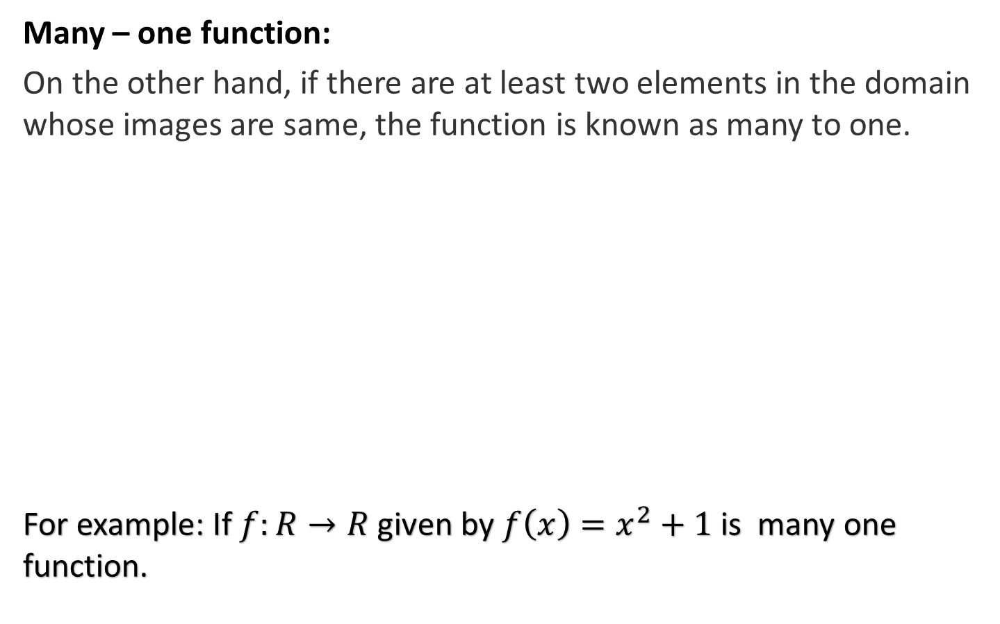 Many – one function:
On the other hand, if there are at least two elements in the domain
whose images are same, the function is known as many to one.
For example: If 𝑓: 𝑅 → 𝑅 given by 𝑓(𝑥) = 𝑥² + 1 is  many one
function.